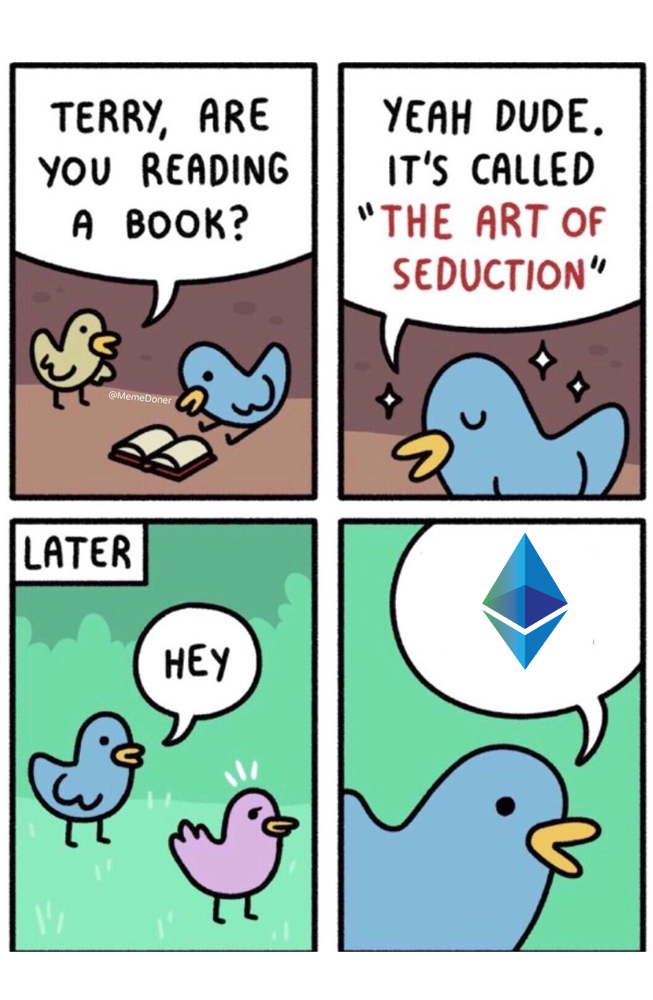 TERRY, ARE
YOU READING
A BOOK?
YEAH DUDE.
IT'S CALLED
"THE ART OF
SEDUCTION"
@MemeDoner
LATER
HEY